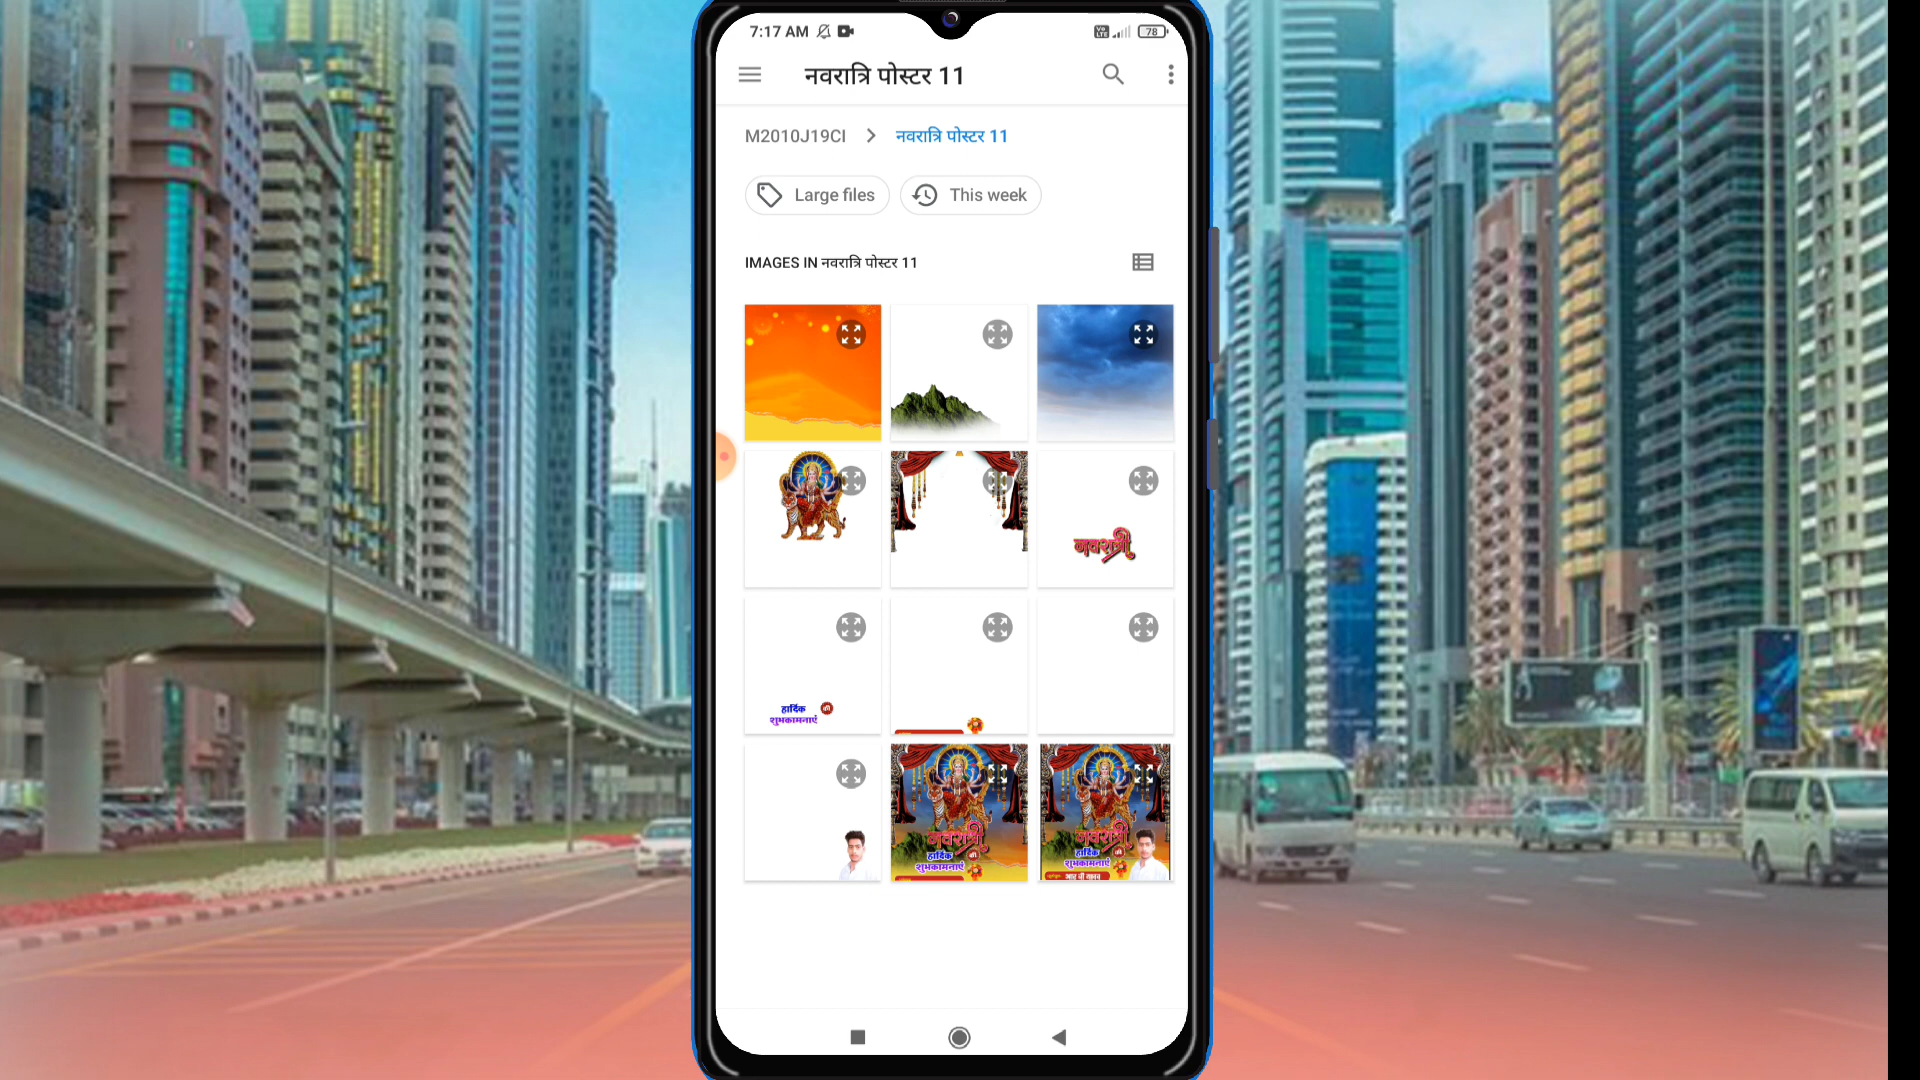 7:17 AM
78
नवरात्रि पोस्टर 11
M2010J19CI > नवरात्रि पोस्टर 11
Large files
This week
IMAGES IN नवरात्रि पोस्टर 11
नवरात्री
हार्दिक की
शुभकामनाएं
नवरात्री
नवरात्री
हार्दिक की
हार्दिक की
शुभकामनाएं
शुभकामनाएं